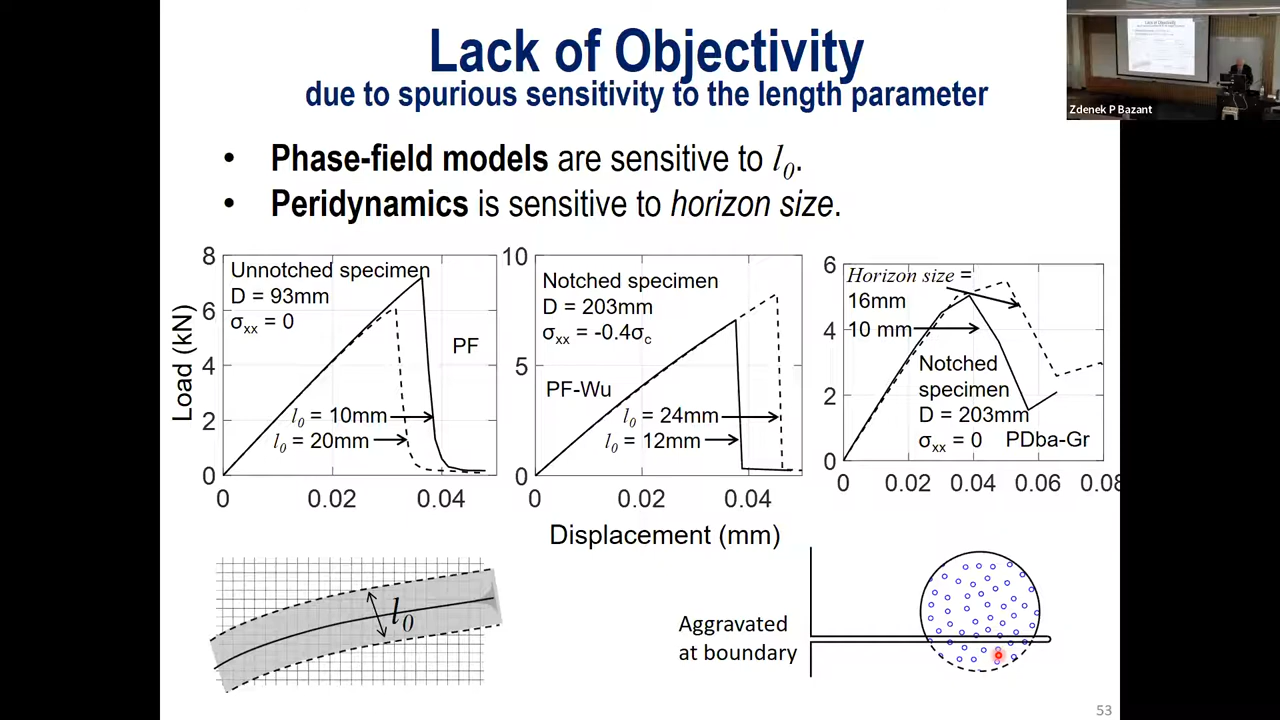 Lack of Objectivity
due to spurious sensitivity to the length parameter
Zdenek P Bazant
• Phase-field models are sensitive to l0.
• Peridynamics is sensitive to horizon size.
Load (kN)
8
6
4
2
0
Unnotched specimen
D = 93mm
σxx = 0
PF
l0 = 10mm
l0 = 20mm
0 0.02 0.04
10
5
0
Notched specimen
D = 203mm
σxx = -0.4σc
PF-Wu
l0 = 24mm
l0 = 12mm
0 0.02 0.04
6
4
2
0
Horizon size =
16mm
10 mm
Notched
specimen
D = 203mm
σxx = 0 PDba-Gr
0 0.02 0.04 0.06 0.08
Displacement (mm)
l0
Aggravated
at boundary
53